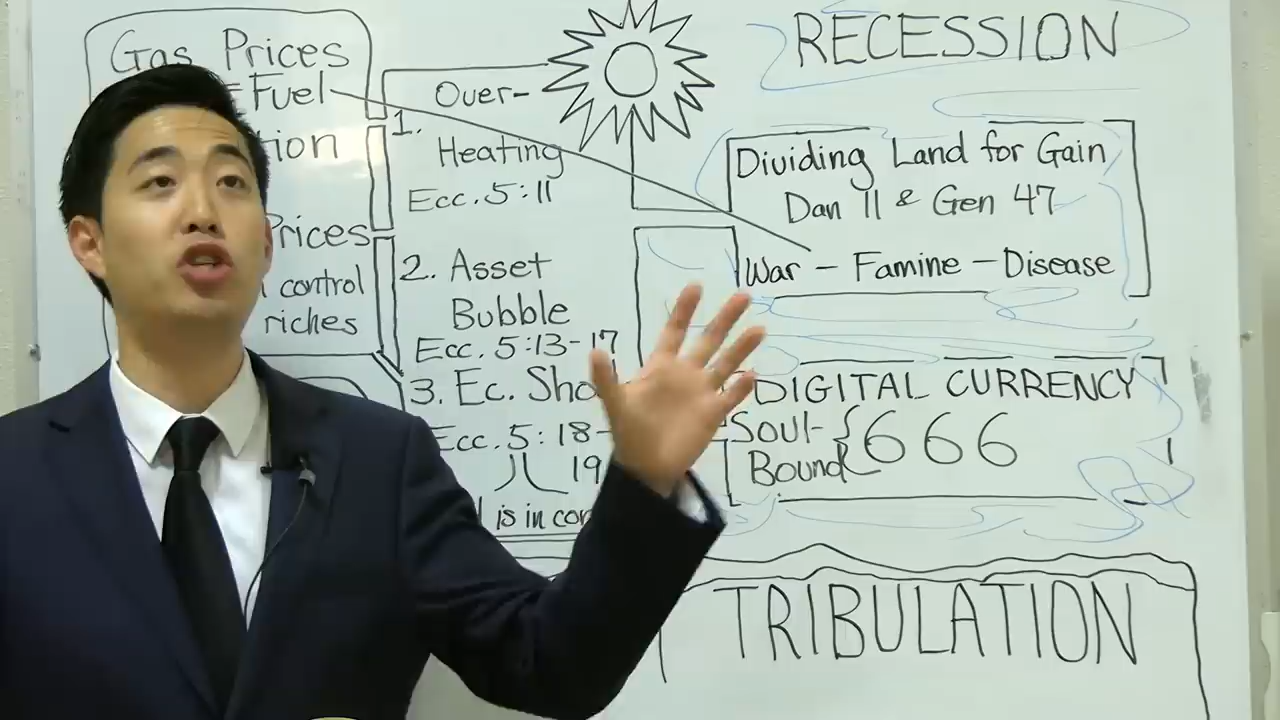 Gas Prices
= Fuel
tion
Prices
control
riches
Over-
1.
Heating
Ecc. 5:11
2. Asset
Bubble
Ecc. 5:13-17
3. Ec. Sho
Ecc. 5:18-
19
is in con
RECESSION
Dividing Land for Gain
Dan 11 & Gen 47
War - Famine - Disease
DIGITAL CURRENCY
Soul- { 666
Bound
TRIBULATION